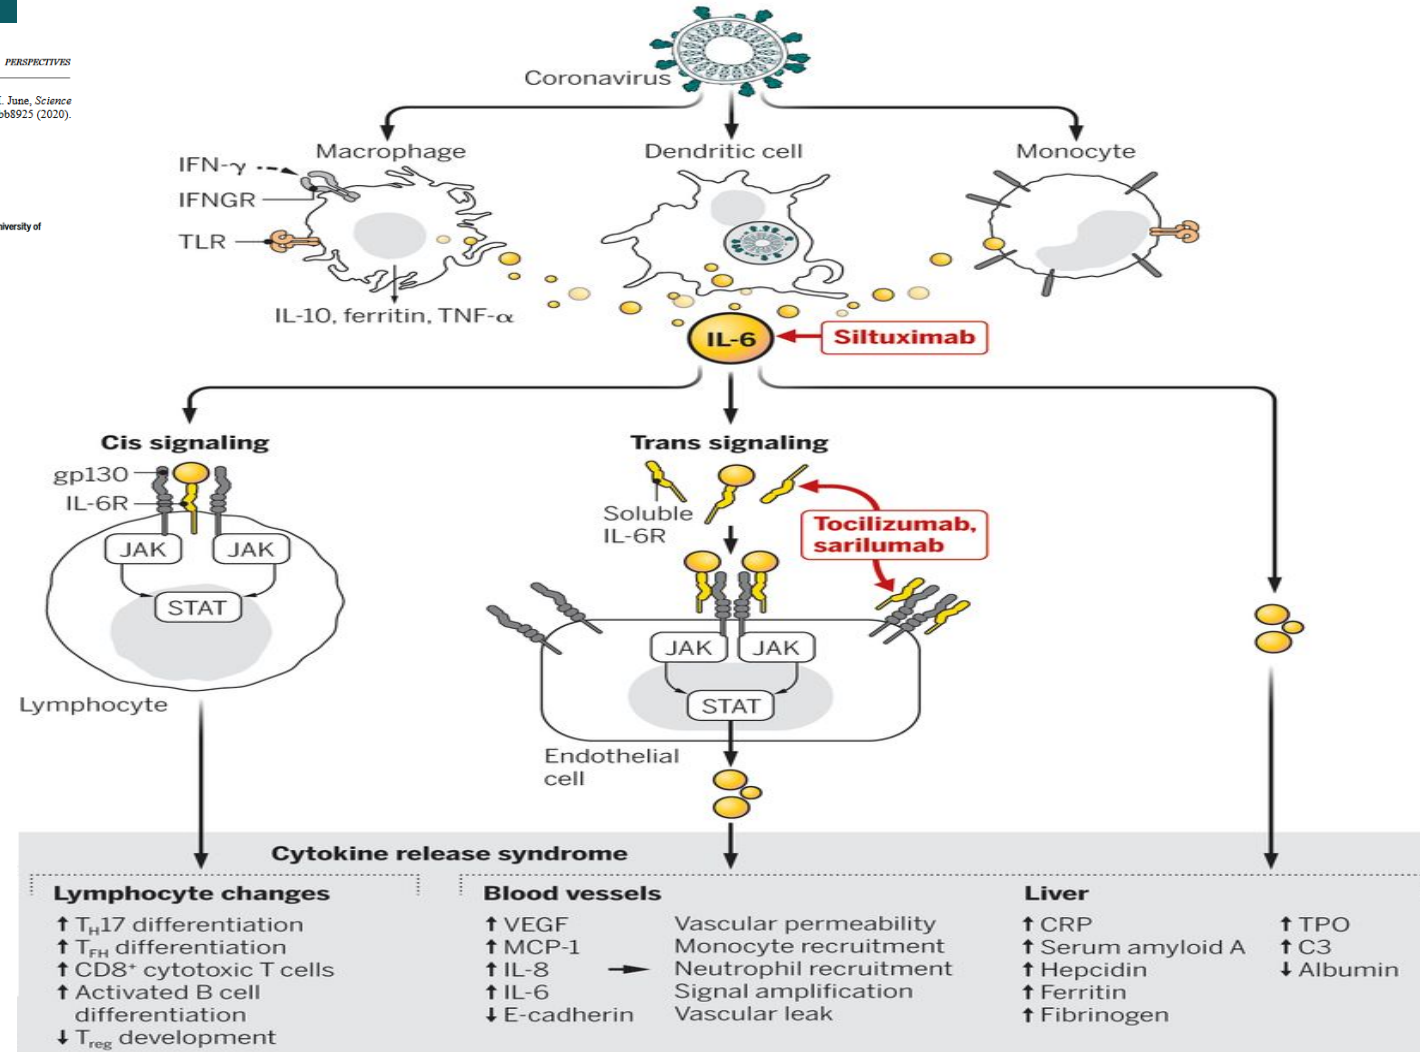 PERSPECTIVES
. June, Science
bb8925 (2020).
niversity of
Coronavirus
Macrophage
Dendritic cell
Monocyte
IFN-γ
IFNGR
TLR
IL-10, ferritin, TNF-α
IL-6
Siltuximab
Cis signaling
Trans signaling
gp130
IL-6R
Soluble
IL-6R
Tocilizumab,
sarilumab
JAK
JAK
STAT
JAK
JAK
STAT
Lymphocyte
Endothelial
cell
Cytokine release syndrome
Lymphocyte changes
↑ TH17 differentiation
↑ TFH differentiation
↑ CD8+ cytotoxic T cells
↑ Activated B cell
differentiation
↓ Treg development
Blood vessels
↑ VEGF Vascular permeability
↑ MCP-1 Monocyte recruitment
↑ IL-8 → Neutrophil recruitment
↑ IL-6 Signal amplification
↓ E-cadherin Vascular leak
Liver
↑ CRP
↑ Serum amyloid A
↑ Hepcidin
↑ Ferritin
↑ Fibrinogen
↑ TPO
↑ C3
↓ Albumin